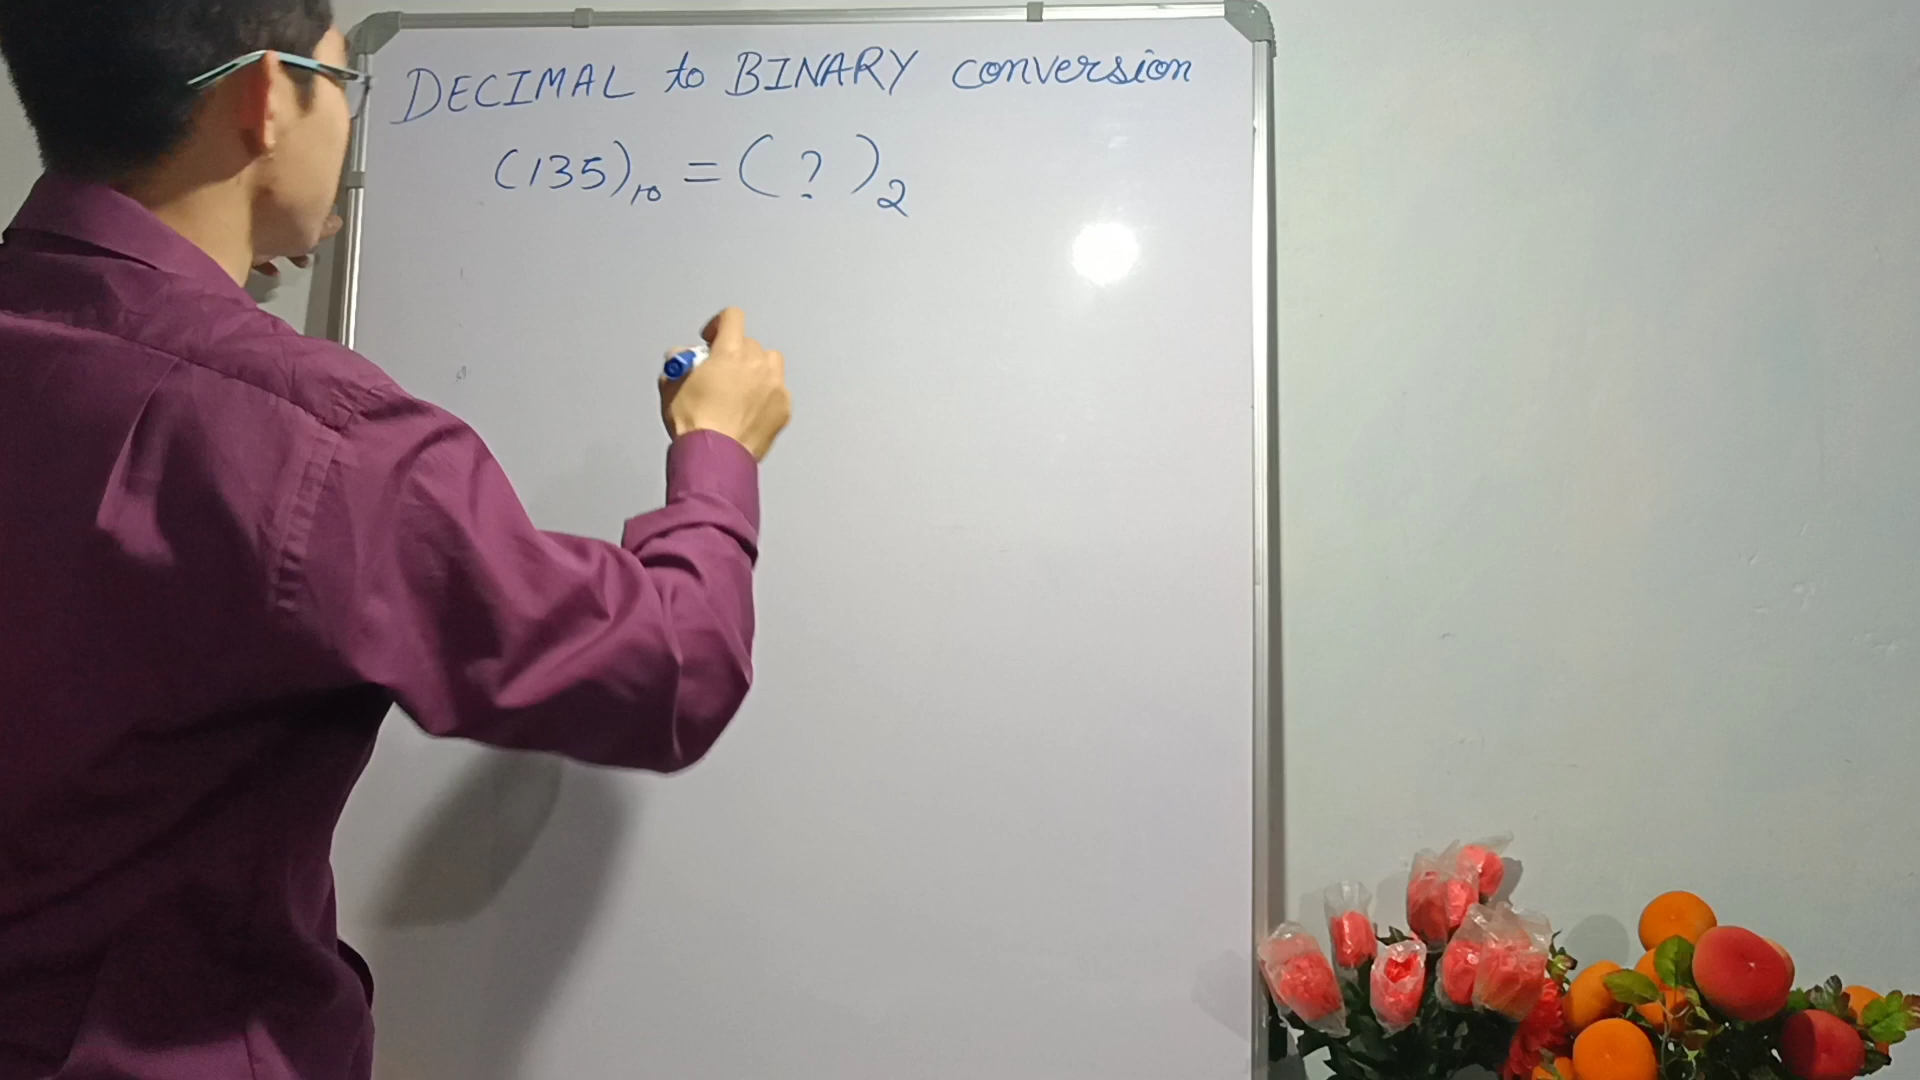 DECIMAL to BINARY conversion
(135)₁₀ = ( ? )₂